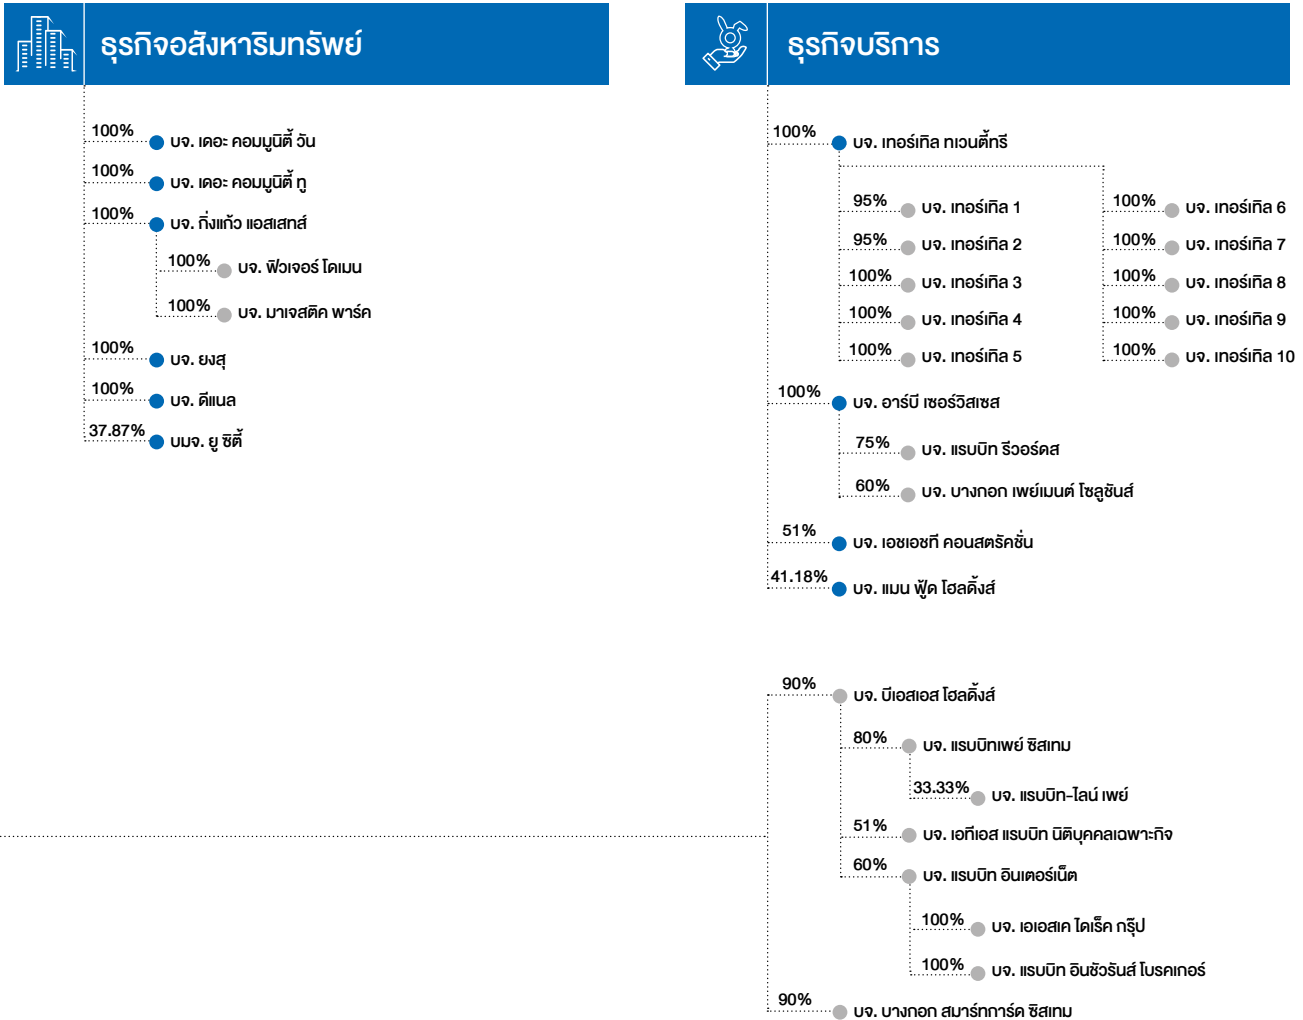 ธุรกิจอสังหาริมทรัพย์
100% บจ. เดอะ คอมมูนิตี้ วัน
100% บจ. เดอะ คอมมูนิตี้ ทู
100% บจ. กิ่งแก้ว แอสเสทส์
100% บจ. ฟิวเจอร์ โดเมน
100% บจ. มาเจสติค พาร์ค
100% บจ. ยงสุ
100% บจ. ดีแนล
37.87% บมจ. ยู ซิตี้
ธุรกิจบริการ
100% บจ. เทอร์เทิล ทเวนตี้ทรี
95% บจ. เทอร์เทิล 1
95% บจ. เทอร์เทิล 2
100% บจ. เทอร์เทิล 3
100% บจ. เทอร์เทิล 4
100% บจ. เทอร์เทิล 5
100% บจ. เทอร์เทิล 6
100% บจ. เทอร์เทิล 7
100% บจ. เทอร์เทิล 8
100% บจ. เทอร์เทิล 9
100% บจ. เทอร์เทิล 10
100% บจ. อาร์บี เซอร์วิสเซส
75% บจ. แรบบิท รีวอร์ดส
60% บจ. บางกอก เพย์เมนต์ โซลูชันส์
51% บจ. เอชเอชที คอนสตรัคชั่น
41.18% บจ. แมน ฟู้ด โฮลดิ้งส์
90% บจ. บีเอสเอส โฮลดิ้งส์
80% บจ. แรบบิทเพย์ ซิสเทม
33.33% บจ. แรบบิท-ไลน์ เพย์
51% บจ. เอทีเอส แรบบิท นิติบุคคลเฉพาะกิจ
60% บจ. แรบบิท อินเตอร์เน็ต
100% บจ. เอเอสเค ไดเร็ค กรุ๊ป
100% บจ. แรบบิท อินชัวรันส์ โบรคเกอร์
90% บจ. บางกอก สมาร์ทการ์ด ซิสเทม